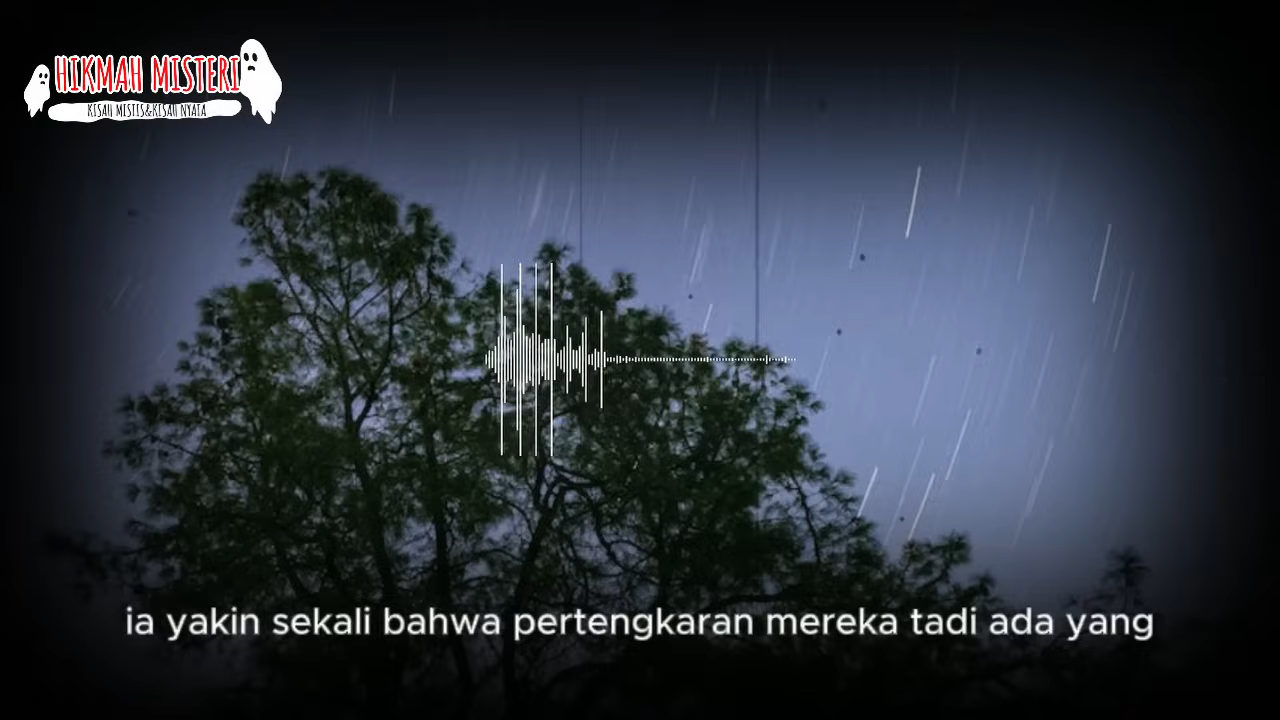 HIKMAH MISTERI
KISAH MISTIS&KISAH NYATA
ia yakin sekali bahwa pertengkaran mereka tadi ada yang